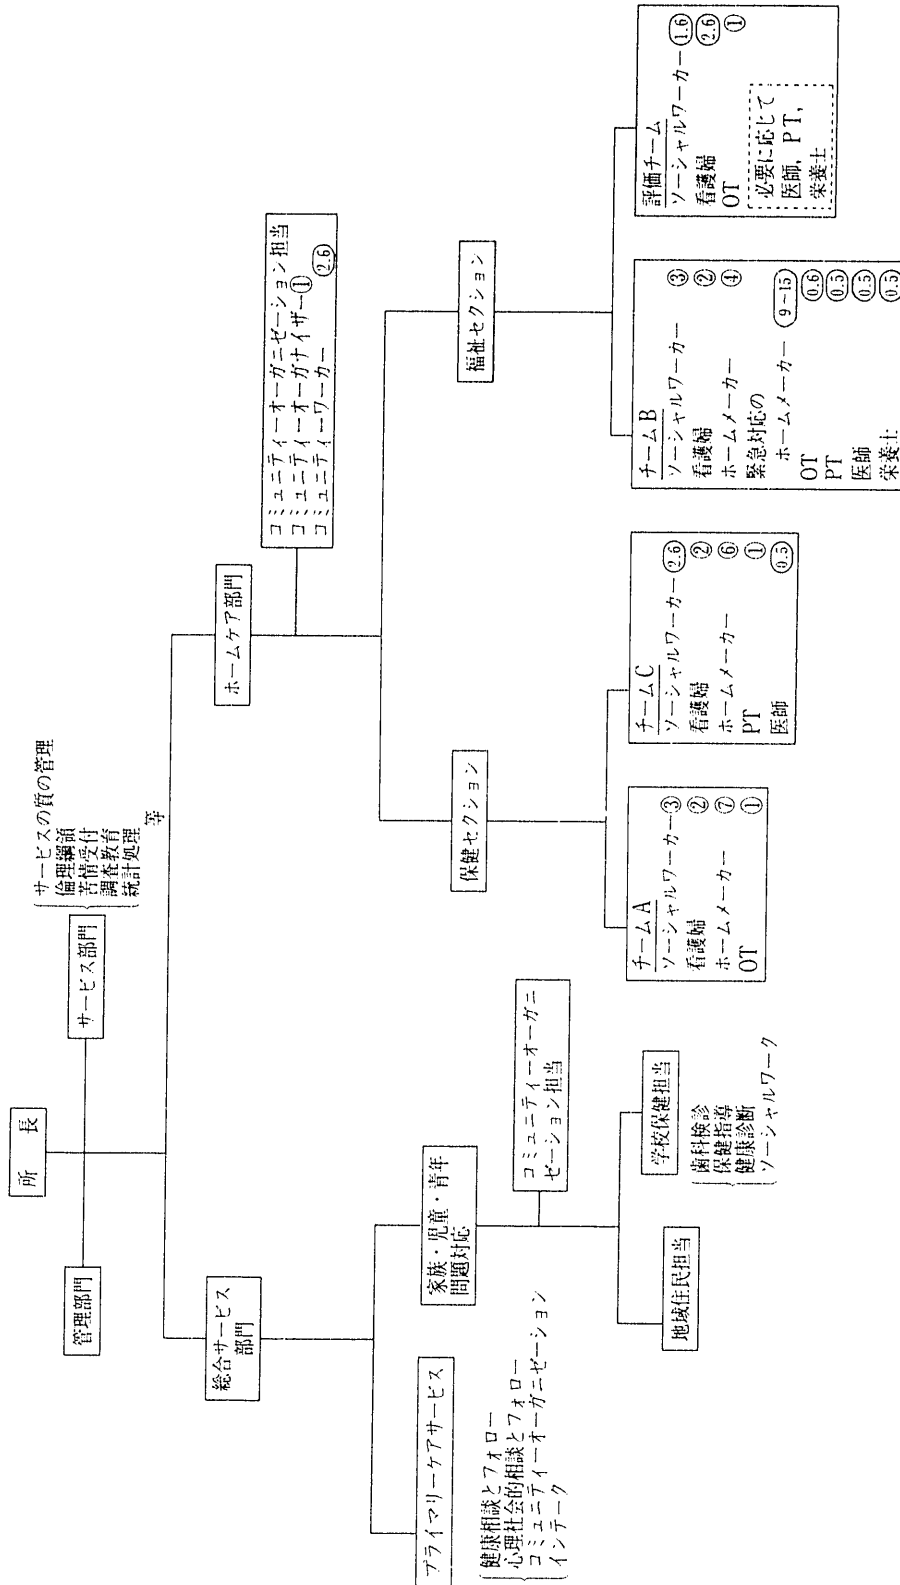 所長
管理部門
サービス部門
サービスの質の管理
倫理綱領
苦情受付
調査教育
統計処理
等
総合サービス
部門
ホームケア部門
コミュニティーオーガニゼーション担当
コミュニティーオーガナイザー ①
コミュニティーワーカー 2.6
プライマリーケアサービス
健康相談とフォロー
心理社会的相談とフォロー
コミュニティーオーガニゼーション
インテーク
家族・児童・青年
問題対応
コミュニティーオーガニ
ゼーション担当
地域住民担当
学校保健担当
歯科検診
保健指導
健康診断
ソーシャルワーク
保健セクション
福祉セクション
チームA
ソーシャルワーカー ③
看護婦 ②
ホームメーカー ⑦
OT ①
チームC
ソーシャルワーカー 2.6
看護婦 ②
ホームメーカー ⑥
PT ①
医師 0.5
チームB
ソーシャルワーカー ③
看護婦 ②
ホームメーカー ④
緊急対応の
ホームメーカー 9~15
OT 0.6
PT 0.5
医師 0.5
栄養士 0.5
評価チーム
ソーシャルワーカー 1.6
看護婦 2.6
OT ①
必要に応じて
医師, PT,
栄養士